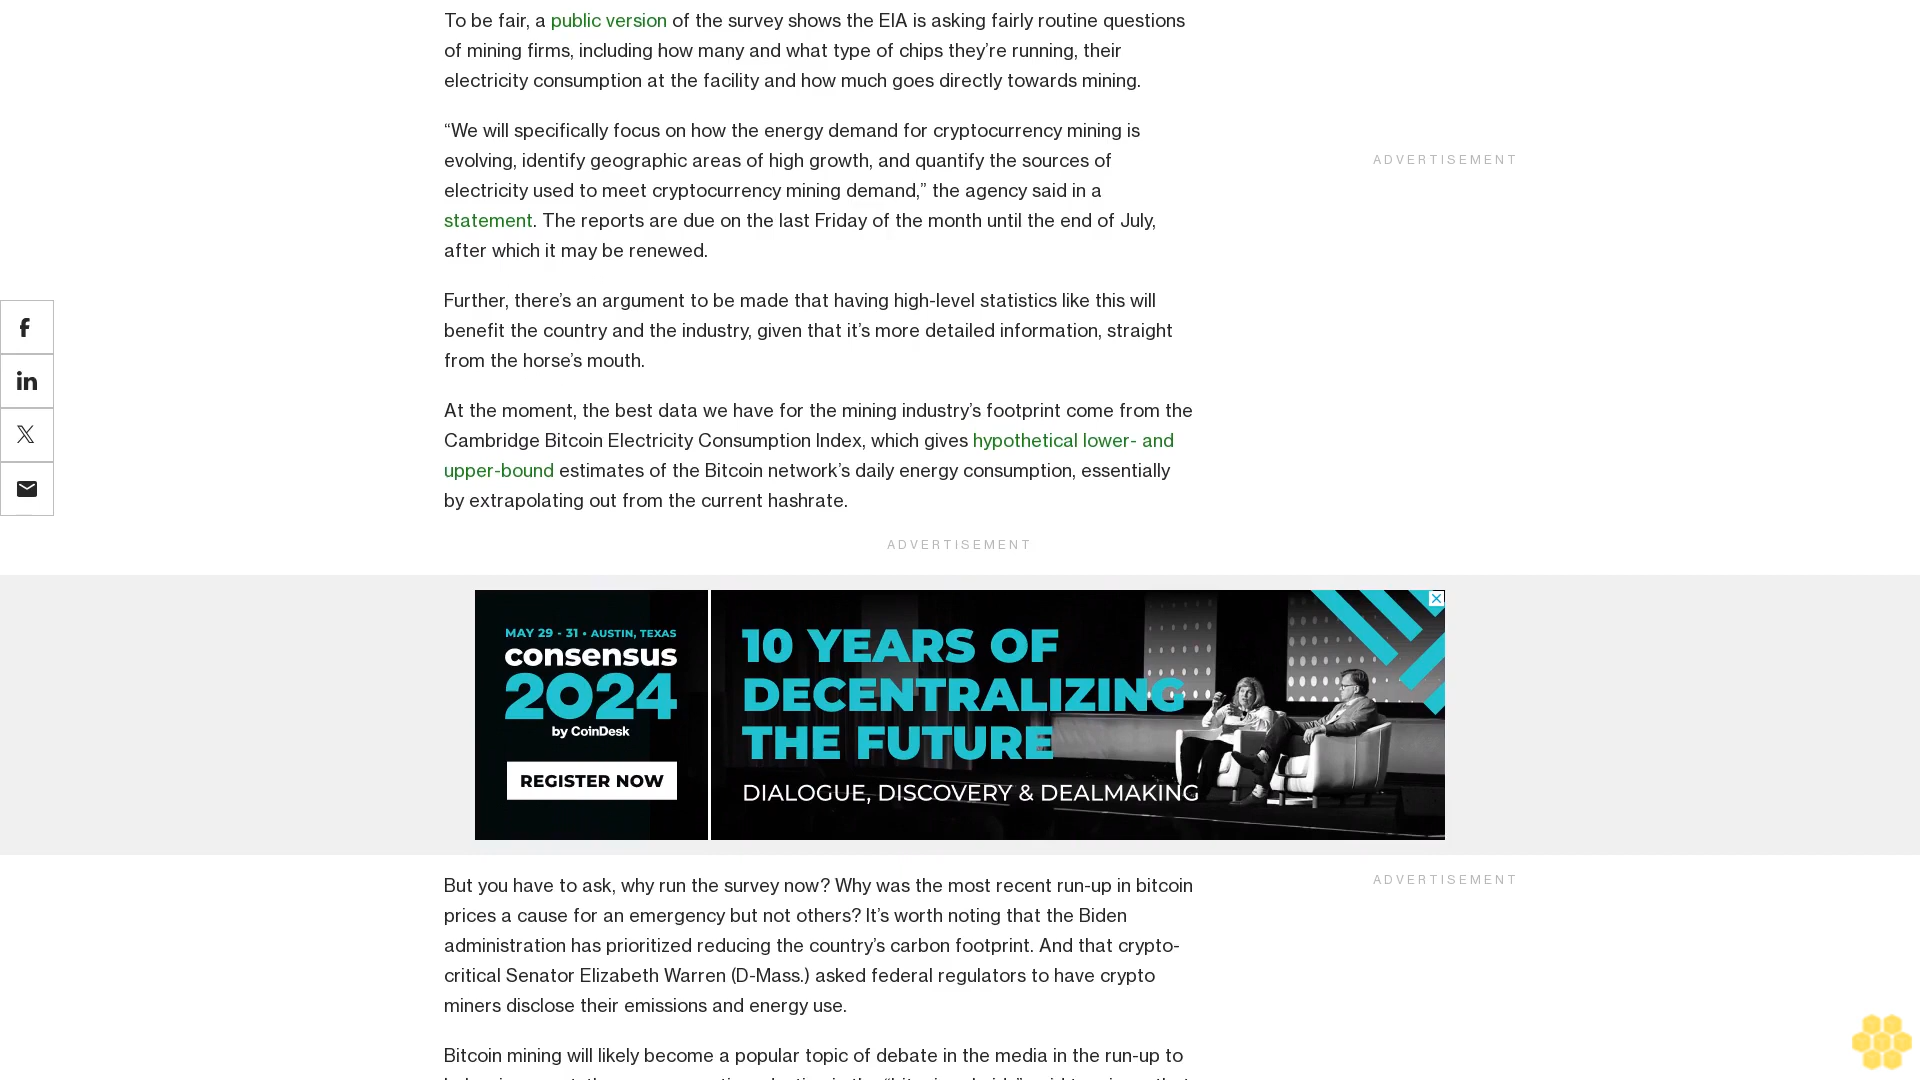 To be fair, a public version of the survey shows the EIA is asking fairly routine questions
of mining firms, including how many and what type of chips they’re running, their
electricity consumption at the facility and how much goes directly towards mining.
“We will specifically focus on how the energy demand for cryptocurrency mining is
evolving, identify geographic areas of high growth, and quantify the sources of
electricity used to meet cryptocurrency mining demand,” the agency said in a
statement. The reports are due on the last Friday of the month until the end of July,
after which it may be renewed.
ADVERTISEMENT
Further, there’s an argument to be made that having high-level statistics like this will
benefit the country and the industry, given that it’s more detailed information, straight
from the horse’s mouth.
At the moment, the best data we have for the mining industry’s footprint come from the
Cambridge Bitcoin Electricity Consumption Index, which gives hypothetical lower- and
upper-bound estimates of the Bitcoin network’s daily energy consumption, essentially
by extrapolating out from the current hashrate.
ADVERTISEMENT
MAY 29 - 31 • AUSTIN, TEXAS
consensus
2024
by CoinDesk
REGISTER NOW
10 YEARS OF
DECENTRALIZING
THE FUTURE
DIALOGUE, DISCOVERY & DEALMAKING
But you have to ask, why run the survey now? Why was the most recent run-up in bitcoin
prices a cause for an emergency but not others? It’s worth noting that the Biden
administration has prioritized reducing the country’s carbon footprint. And that crypto-
critical Senator Elizabeth Warren (D-Mass.) asked federal regulators to have crypto
miners disclose their emissions and energy use.
ADVERTISEMENT
Bitcoin mining will likely become a popular topic of debate in the media in the run-up to